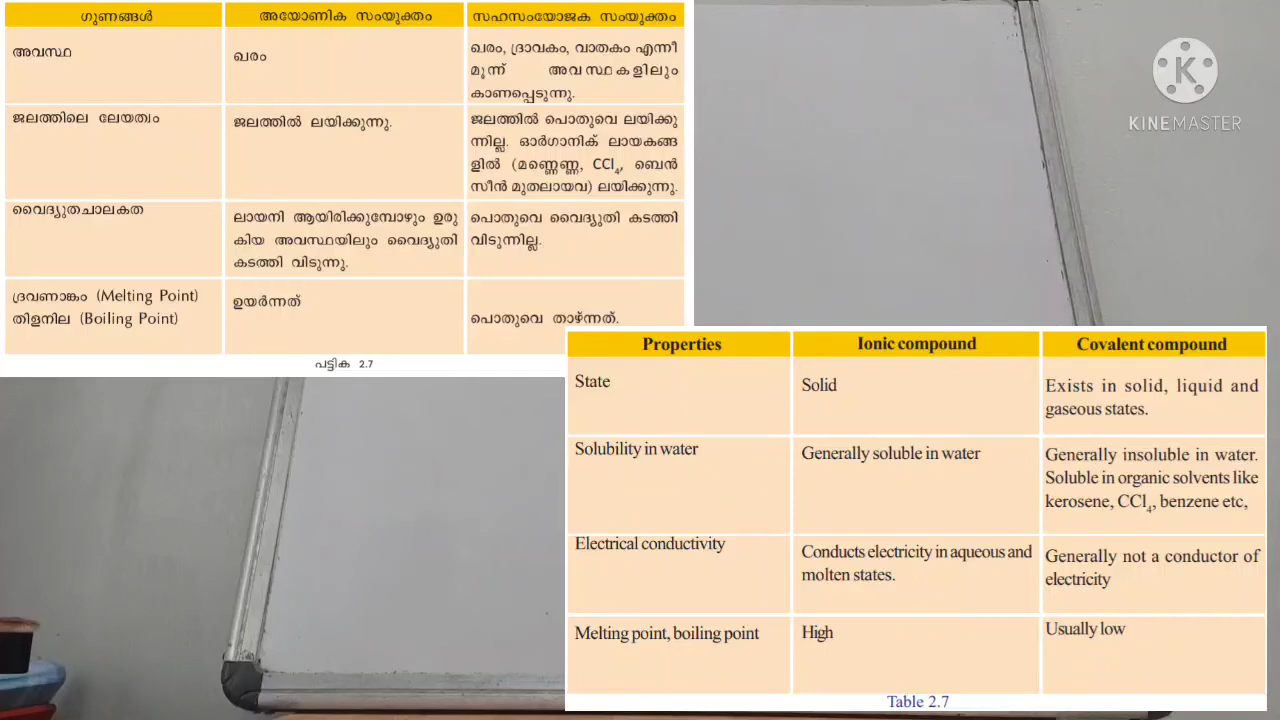 ഗുണങ്ങൾ
അയോണിക സംയുക്തം
സഹസംയോജക സംയുക്തം
അവസ്ഥ
ഖരം
ഖരം, ദ്രാവകം, വാതകം എന്നീ
മൂന്ന് അവസ്ഥകളിലും
കാണപ്പെടുന്നു.
ജലത്തിലെ ലേയത്വം
ജലത്തിൽ ലയിക്കുന്നു.
ജലത്തിൽ പൊതുവെ ലയിക്കു
ന്നില്ല. ഓർഗാനിക് ലായകങ്ങ
ളിൽ (മണ്ണെണ്ണ, CCl4, ബെൻ
സീൻ മുതലായവ) ലയിക്കുന്നു.
വൈദ്യുതചാലകത
ലായനി ആയിരിക്കുമ്പോഴും ഉരു
കിയ അവസ്ഥയിലും വൈദ്യുതി
കടത്തി വിടുന്നു.
പൊതുവെ വൈദ്യുതി കടത്തി
വിടുന്നില്ല.
ദ്രവണാങ്കം (Melting Point)
തിളനില (Boiling Point)
ഉയർന്നത്
പൊതുവെ താഴ്ന്നത്.
പട്ടിക 2.7
K
KINEMASTER
Properties
Ionic compound
Covalent compound
State
Solid
Exists in solid, liquid and
gaseous states.
Solubility in water
Generally soluble in water
Generally insoluble in water.
Soluble in organic solvents like
kerosene, CCl4, benzene etc,
Electrical conductivity
Conducts electricity in aqueous and
molten states.
Generally not a conductor of
electricity
Melting point, boiling point
High
Usually low
Table 2.7